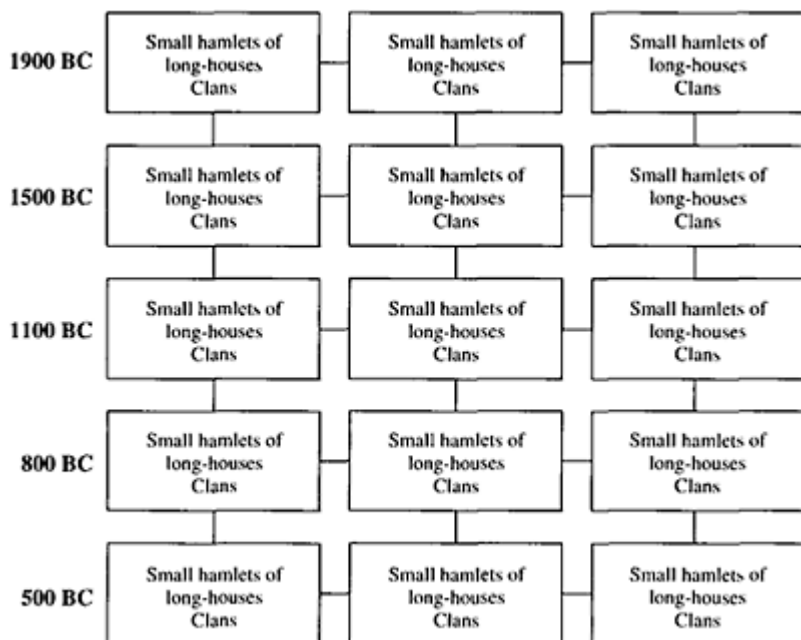 Small hamlets of Small hamlets of Small hamlets of
1900 BC long-houses long-houses long-houses
Clans Clans Clans
Small hamlets of Small hamlets of Small hamlets of
1500 BC long-houses long-houses long-houses
Clans Clans Clans
Small hamlets of Small hamlets of Small hamlets of
1100 BC long-houses long-houses long-houses
Clans Clans Clans
Small hamlets of Small hamlets of Small hamlets of
800 BC long-houses long-houses long-houses
Clans Clans Clans
Small hamlets of Small hamlets of Small hamlets of
500 BC long-houses long-houses long-houses
Clans Clans Clans